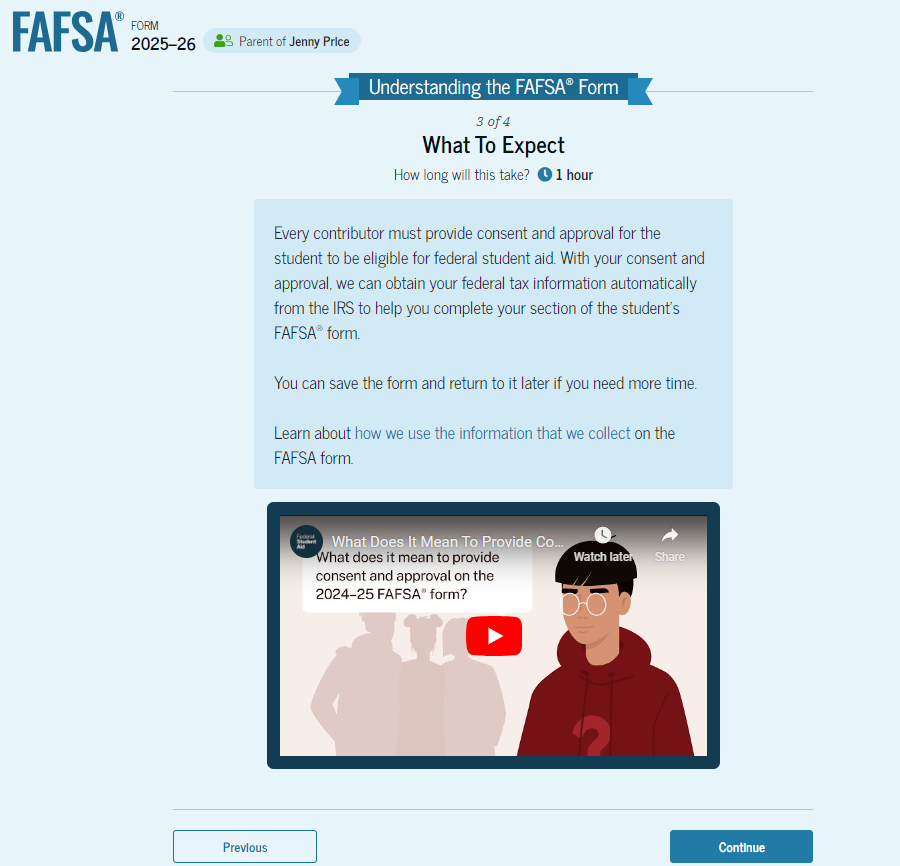 FAFSA®
FORM
2025–26
Parent of Jenny Price
Understanding the FAFSA® Form
3 of 4
What To Expect
How long will this take? 1 hour
Every contributor must provide consent and approval for the
student to be eligible for federal student aid. With your consent and
approval, we can obtain your federal tax information automatically
from the IRS to help you complete your section of the student's
FAFSA® form.
You can save the form and return to it later if you need more time.
Learn about how we use the information that we collect on the
FAFSA form.
Federal
Student
Aid
What Does It Mean To Provide Co...
Watch later
Share
What does it mean to provide
consent and approval on the
2024–25 FAFSA® form?
?
Previous
Continue